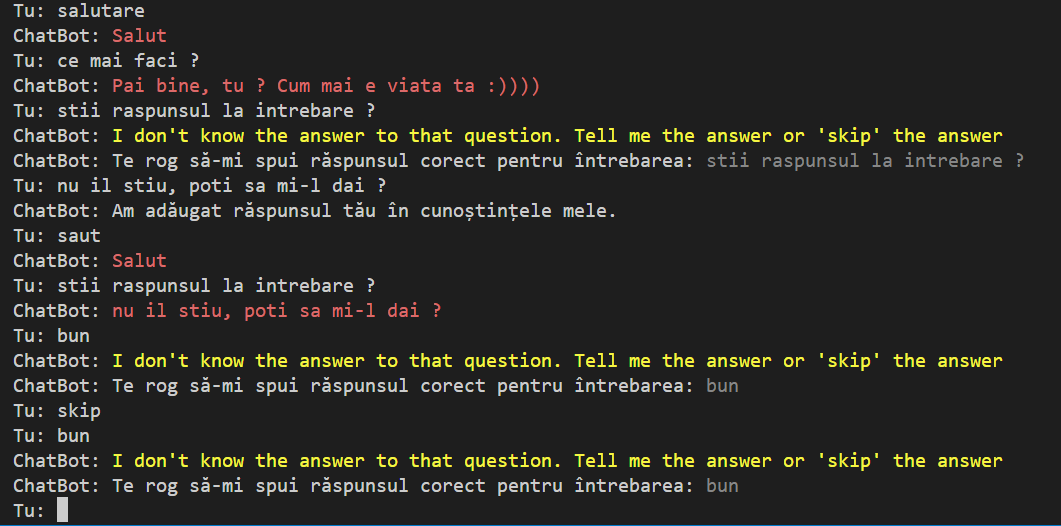 Tu: salutare
ChatBot: Salut
Tu: ce mai faci ?
ChatBot: Pai bine, tu ? Cum mai e viata ta :))))
Tu: stii raspunsul la intrebare ?
ChatBot: I don't know the answer to that question. Tell me the answer or 'skip' the answer
ChatBot: Te rog să-mi spui răspunsul corect pentru întrebarea: stii raspunsul la intrebare ?
Tu: nu il stiu, poti sa mi-l dai ?
ChatBot: Am adăugat răspunsul tău în cunoștințele mele.
Tu: saut
ChatBot: Salut
Tu: stii raspunsul la intrebare ?
ChatBot: nu il stiu, poti sa mi-l dai ?
Tu: bun
ChatBot: I don't know the answer to that question. Tell me the answer or 'skip' the answer
ChatBot: Te rog să-mi spui răspunsul corect pentru întrebarea: bun
Tu: skip
Tu: bun
ChatBot: I don't know the answer to that question. Tell me the answer or 'skip' the answer
ChatBot: Te rog să-mi spui răspunsul corect pentru întrebarea: bun
Tu: